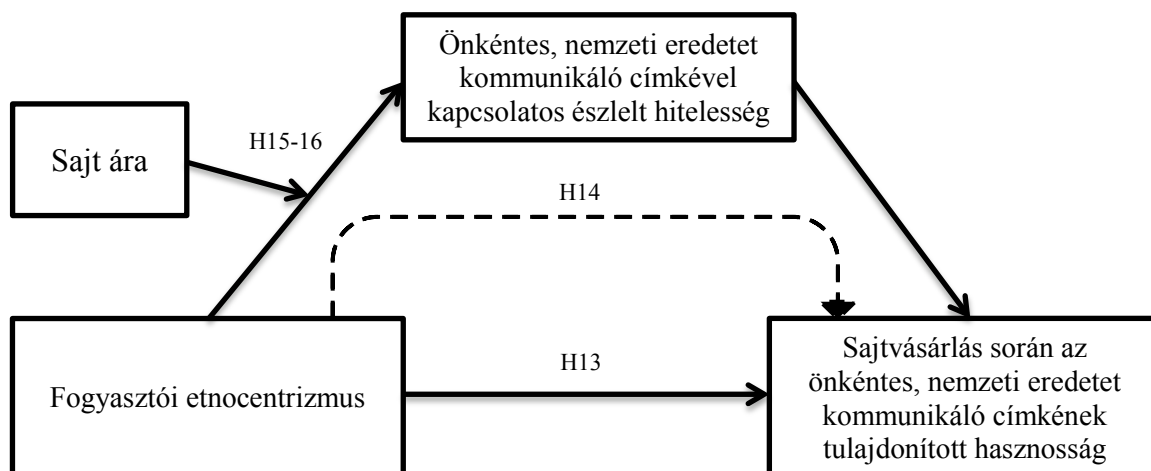 Önkéntes, nemzeti eredetet
kommunikáló címkével
kapcsolatos észlelt hitelesség
Sajt ára
H15-16
H14
Fogyasztói etnocentrizmus
H13
Sajtvásárlás során az
önkéntes, nemzeti eredetet
kommunikáló címkének
tulajdonított hasznosság